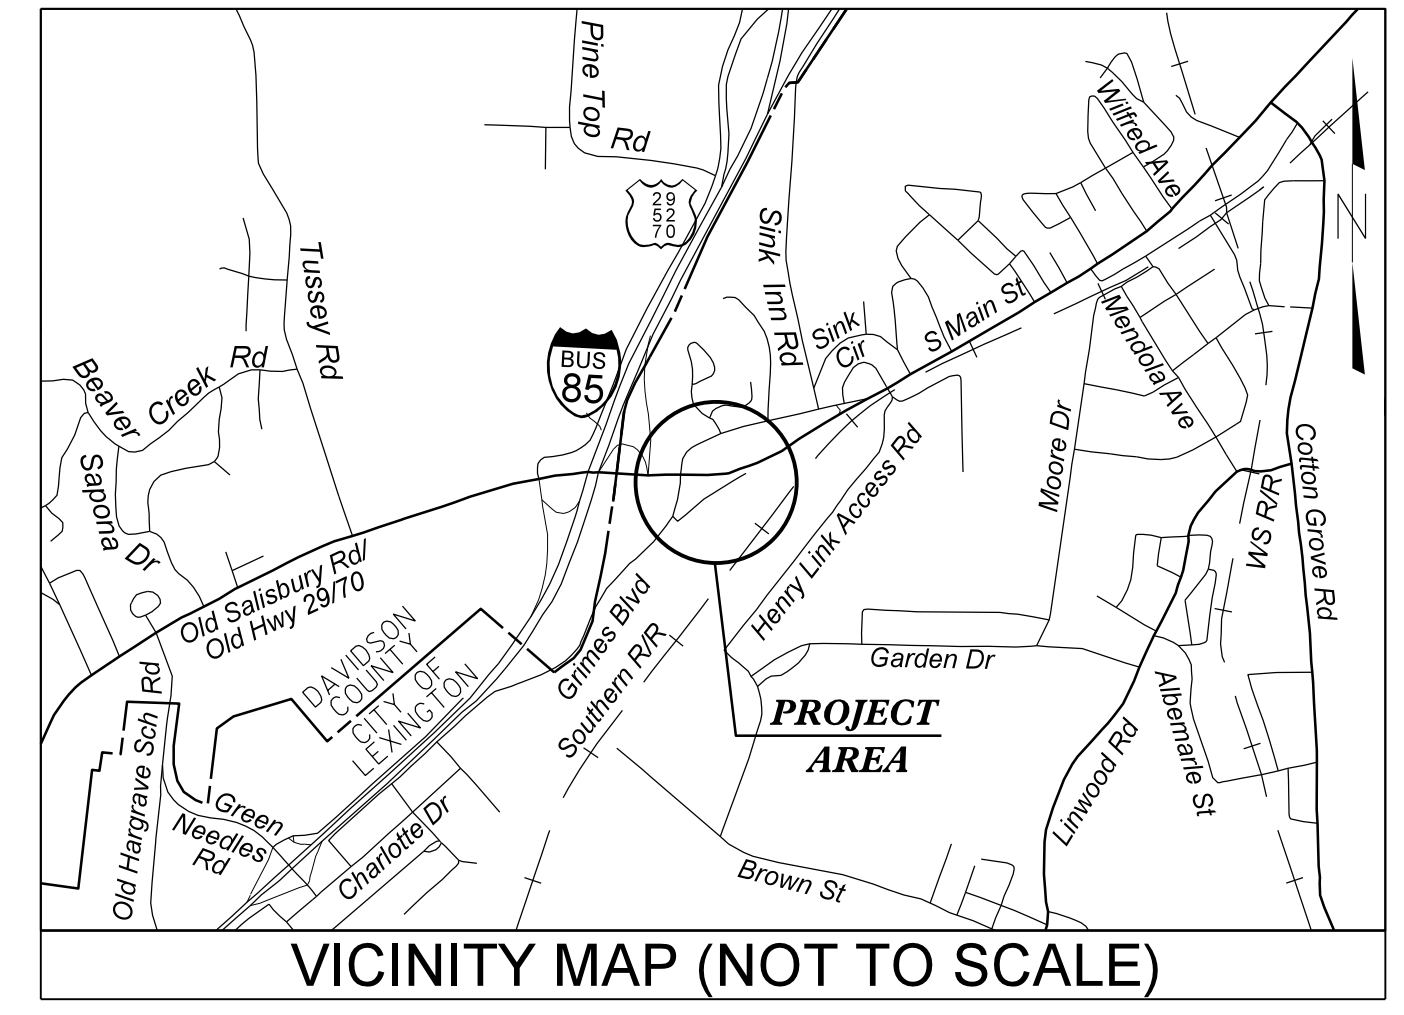 Pine Top
Rd
29
52
70
Wilfred Ave
N
Tussey Rd
Sink
Inn Rd
Sink
Cir
S Main St
Mendola Ave
BUS
85
Beaver
Creek
Rd
Sapona
Dr
Moore Dr
Cotton Grove Rd
WS R/R
Henry Link Access Rd
Old Salisbury Rd/
Old Hwy 29/70
DAVIDSON
COUNTY
CITY OF
LEXINGTON
Grimes Blvd
Southern R/R
Garden Dr
PROJECT
AREA
Albemarle St
Linwood Rd
Old Hargrave Sch
Rd
Green
Needles
Rd
Charlotte Dr
Brown St
VICINITY MAP (NOT TO SCALE)